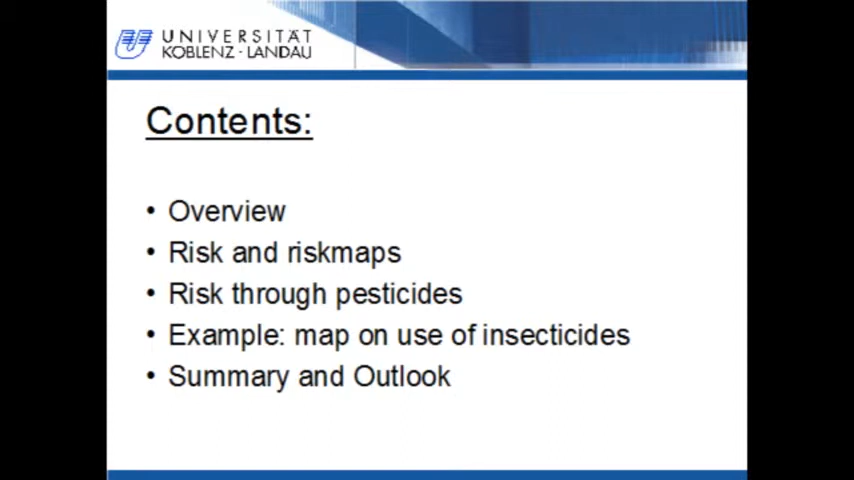 UNIVERSITÄT
KOBLENZ · LANDAU
Contents:
• Overview
• Risk and riskmaps
• Risk through pesticides
• Example: map on use of insecticides
• Summary and Outlook